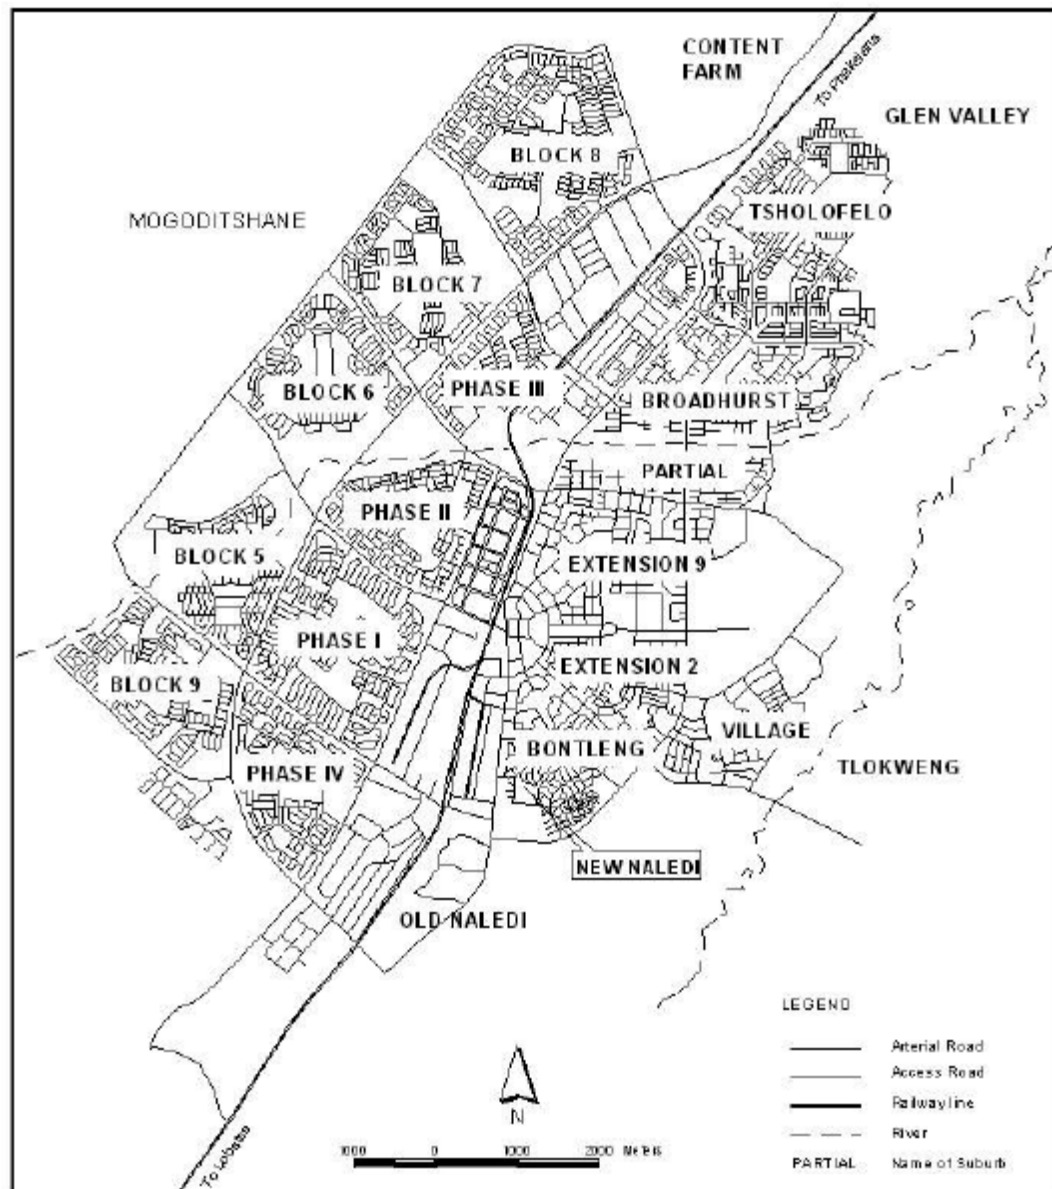 CONTENT
FARM
To Phakalane
GLEN VALLEY
BLOCK 8
TSHOLOFELO
MOGODITSHANE
BLOCK 7
BLOCK 6
PHASE III
BROADHURST
PARTIAL
PHASE II
BLOCK 5
EXTENSION 9
PHASE I
EXTENSION 2
BLOCK 9
VILLAGE
BONTLENG
PHASE IV
TLOKWENG
NEW NALEDI
OLD NALEDI
LEGEND
Arterial Road
Access Road
Railway line
River
PARTIAL Name of Suburb
N
1000 0 1000 2000 Meters
To Lobatse